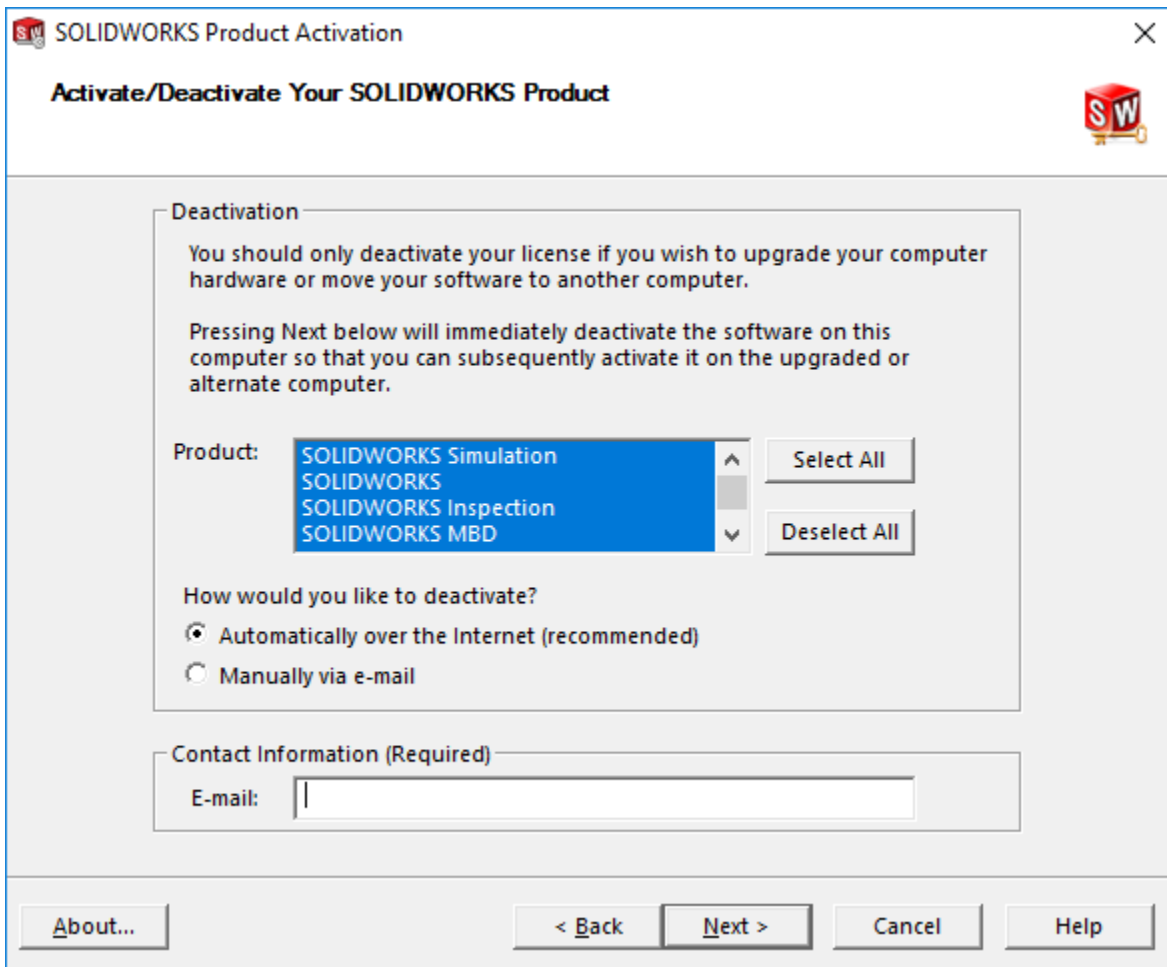 SOLIDWORKS Product Activation
Activate/Deactivate Your SOLIDWORKS Product
SW
Deactivation
You should only deactivate your license if you wish to upgrade your computer
hardware or move your software to another computer.
Pressing Next below will immediately deactivate the software on this
computer so that you can subsequently activate it on the upgraded or
alternate computer.
Product:
SOLIDWORKS Simulation
SOLIDWORKS
SOLIDWORKS Inspection
SOLIDWORKS MBD
Select All
Deselect All
How would you like to deactivate?
Automatically over the Internet (recommended)
Manually via e-mail
Contact Information (Required)
E-mail:
About...
< Back
Next >
Cancel
Help